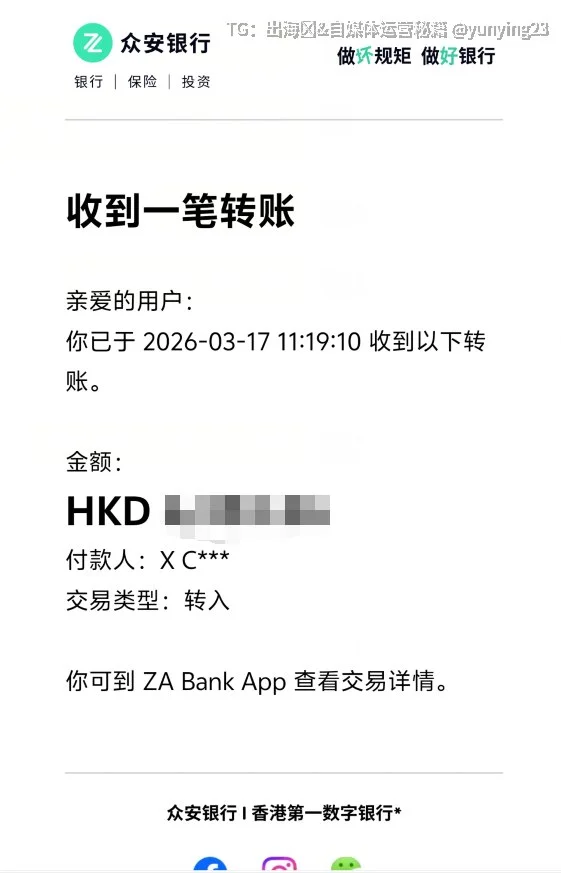 众安银行
TG：出海网&自媒体运营秘籍 @yunying23
做好规矩 做好银行
银行 | 保险 | 投资
收到一笔转账
亲爱的用户：
你已于 2026-03-17 11:19:10 收到以下转
账。
金额：
HKD
付款人：X C***
交易类型：转入
你可到 ZA Bank App 查看交易详情。
众安银行 I 香港第一数字银行*